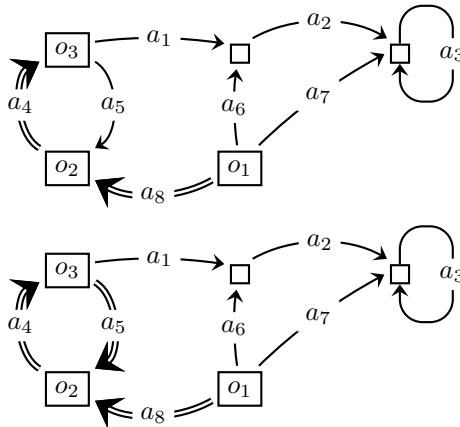 o₃ a₁ a₂ a₃
a₄ a₅ a₆ a₇
o₂ a₈ o₁
o₃ a₁ a₂ a₃
a₄ a₅ a₆ a₇
o₂ a₈ o₁